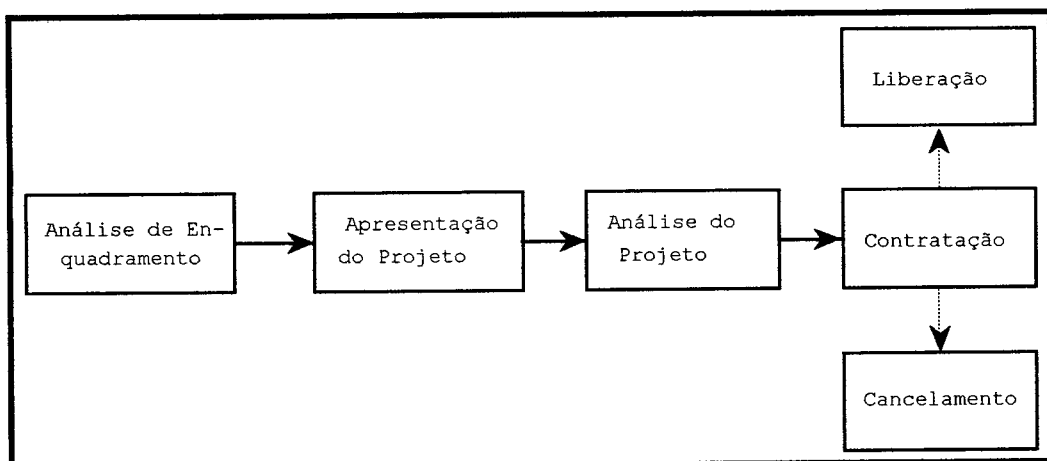 Liberação
Análise de En-
quadramento
Apresentação
do Projeto
Análise do
Projeto
Contratação
Cancelamento